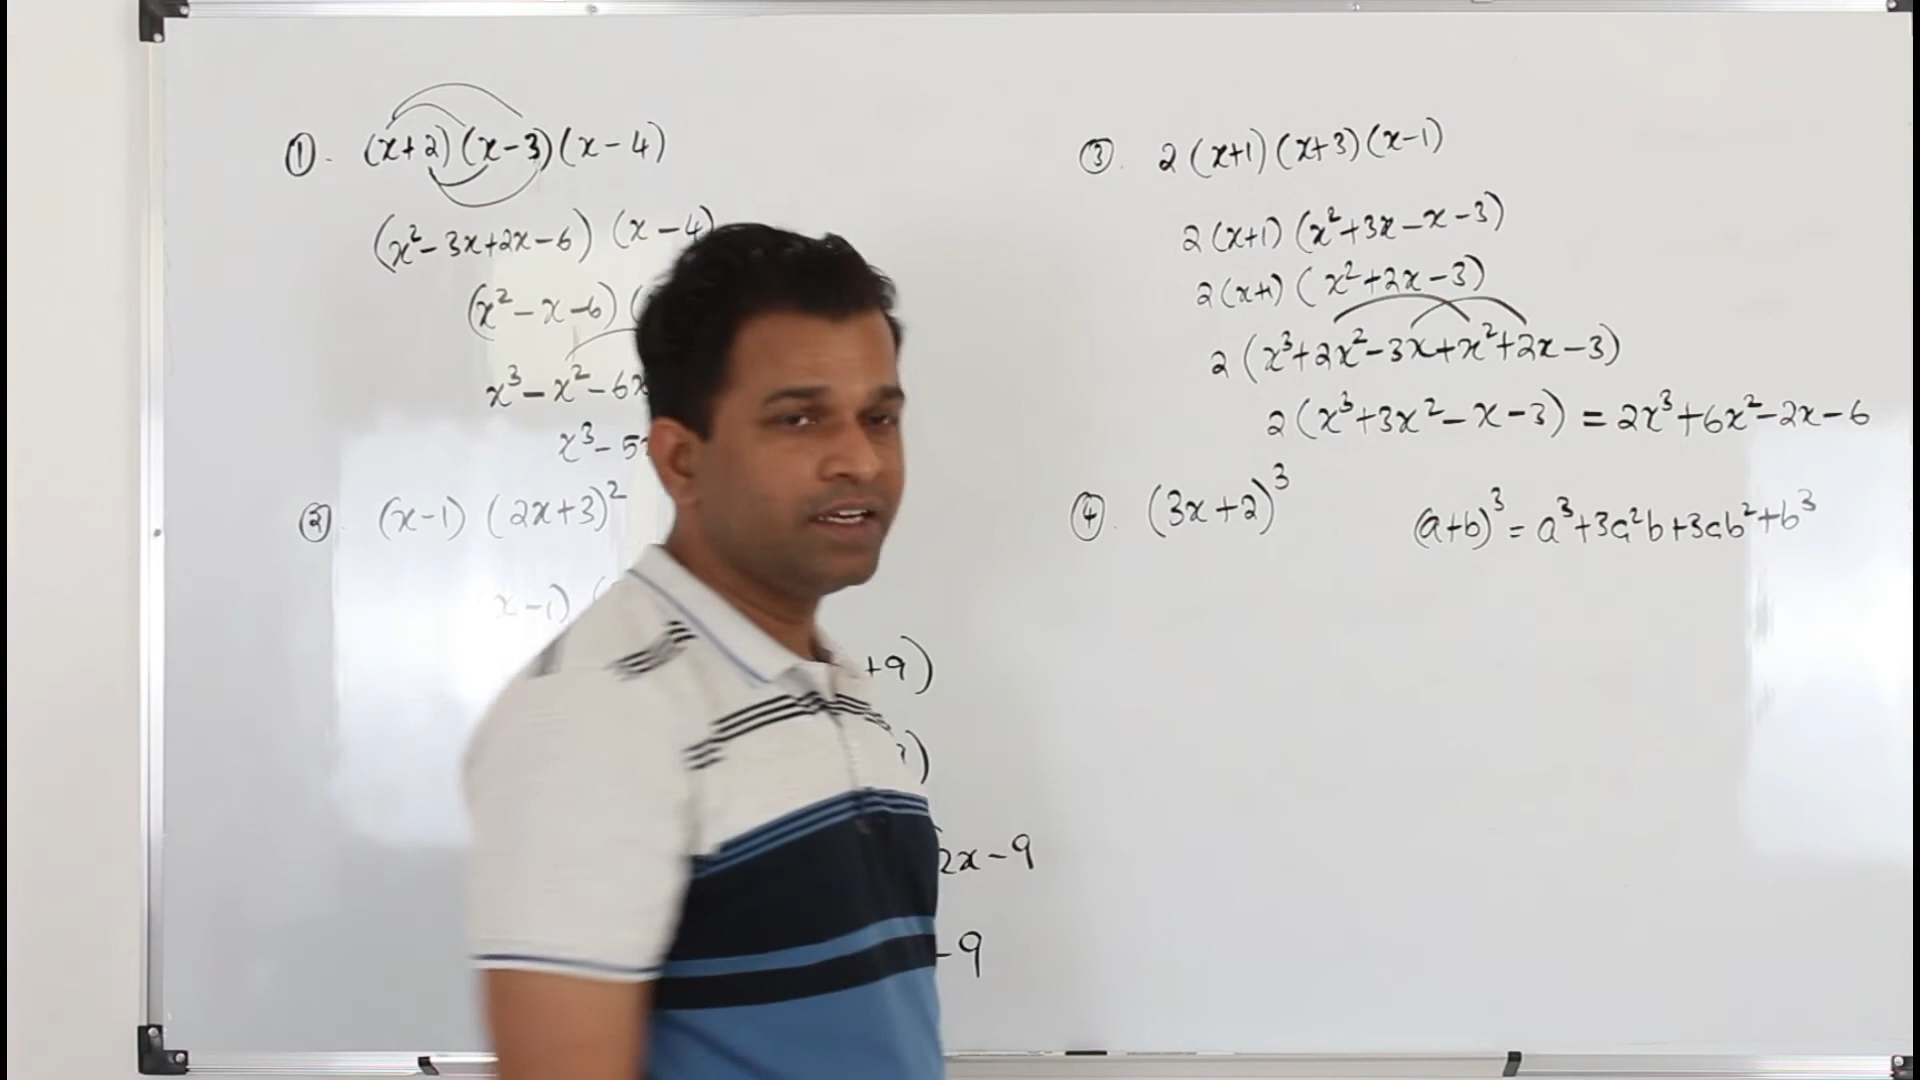 ①. (x+2)(x-3)(x-4)
(x²-3x+2x-6) (x-4)
(x²-x-6) (
x³-x²-6x
x³-5
②. (x-1) (2x+3)²
x-1) (
+9)
)
2x-9
-9
③. 2(x+1)(x+3)(x-1)
2(x+1)(x²+3x-x-3)
2(x+1)(x²+2x-3)
2(x³+2x²-3x+x²+2x-3)
2(x³+3x²-x-3) = 2x³+6x²-2x-6
④. (3x+2)³ (a+b)³ = a³+3a²b+3ab²+b³